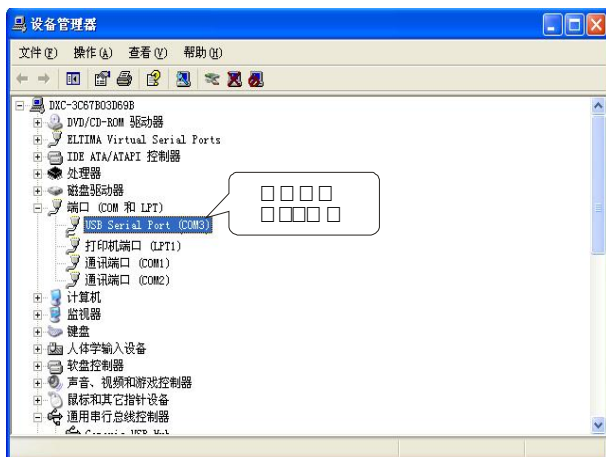 设备管理器
文件(F) 操作(A) 查看(V) 帮助(H)
DXC-3C67B03D69B
DVD/CD-ROM 驱动器
ELTIMA Virtual Serial Ports
IDE ATA/ATAPI 控制器
处理器
磁盘驱动器
端口 (COM 和 LPT)
USB Serial Port (COM3)
打印机端口 (LPT1)
通讯端口 (COM1)
通讯端口 (COM2)
计算机
监视器
键盘
人体学输入设备
软盘控制器
声音、视频和游戏控制器
鼠标和其它指针设备
通用串行总线控制器
Generic USB Hub